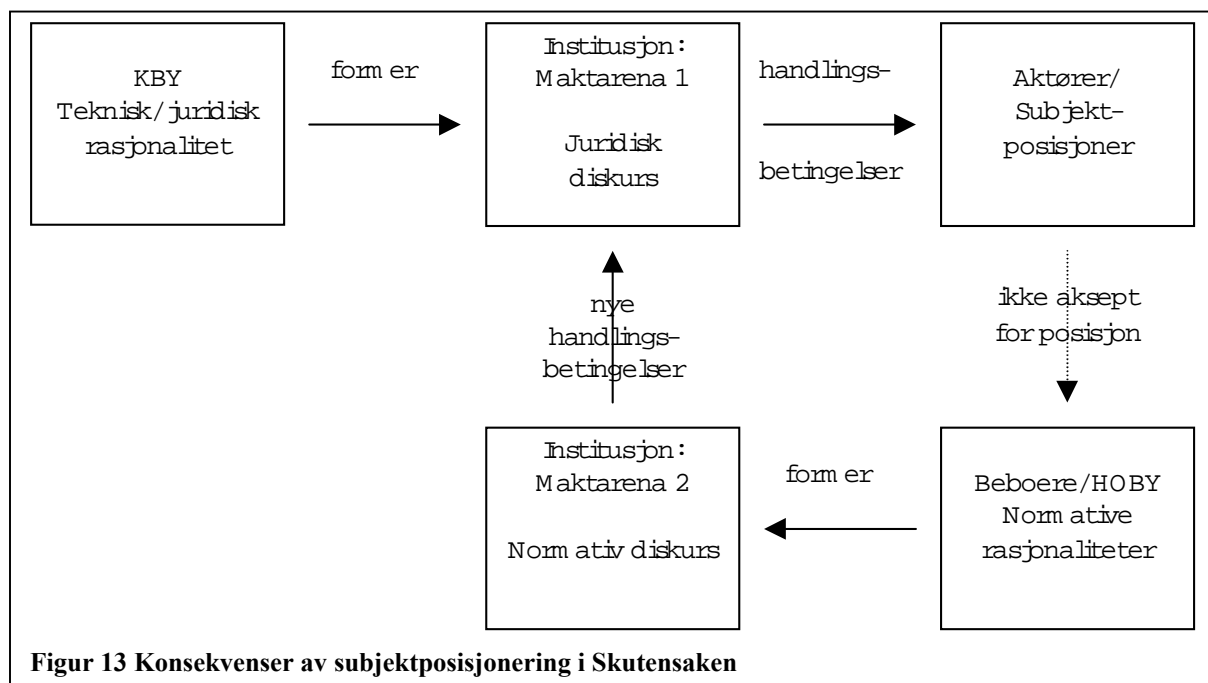 KBY
Teknisk/juridisk
rasjonalitet
former
Institusjon:
Maktarena 1
Juridisk
diskurs
handlings-
betingelser
Aktører/
Subjekt-
posisjoner
nye
handlings-
betingelser
ikke aksept
for posisjon
Institusjon:
Maktarena 2
Normativ diskurs
former
Beboere/HOBY
Normative
rasjonaliteter
Figur 13 Konsekvenser av subjektposisjonering i Skutensaken